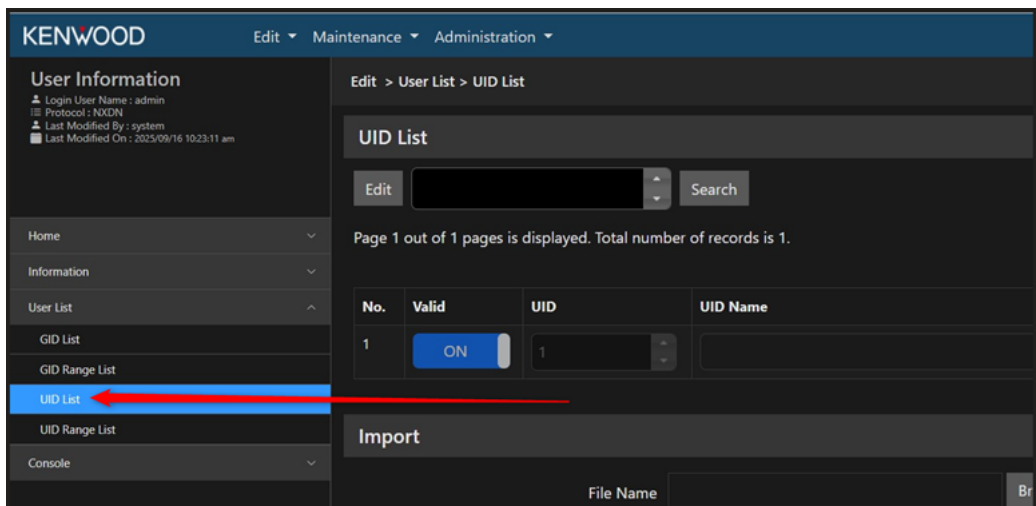 KENWOOD
Edit Maintenance Administration
User Information
Login User Name : admin
Protocol : NXDN
Last Modified By : system
Last Modified On : 2025/09/16 10:23:11 am
Home
Information
User List
GID List
GID Range List
UID List
UID Range List
Console
Edit > User List > UID List
UID List
Edit Search
Page 1 out of 1 pages is displayed. Total number of records is 1.
No. Valid UID UID Name
1 ON 1
Import
File Name Br